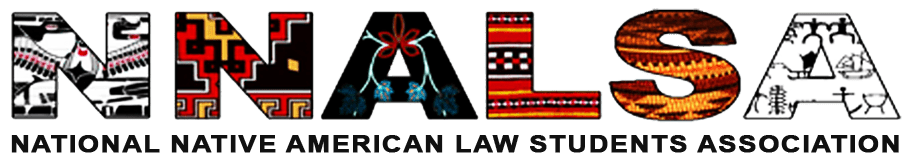 NNALSA
NATIONAL NATIVE AMERICAN LAW STUDENTS ASSOCIATION